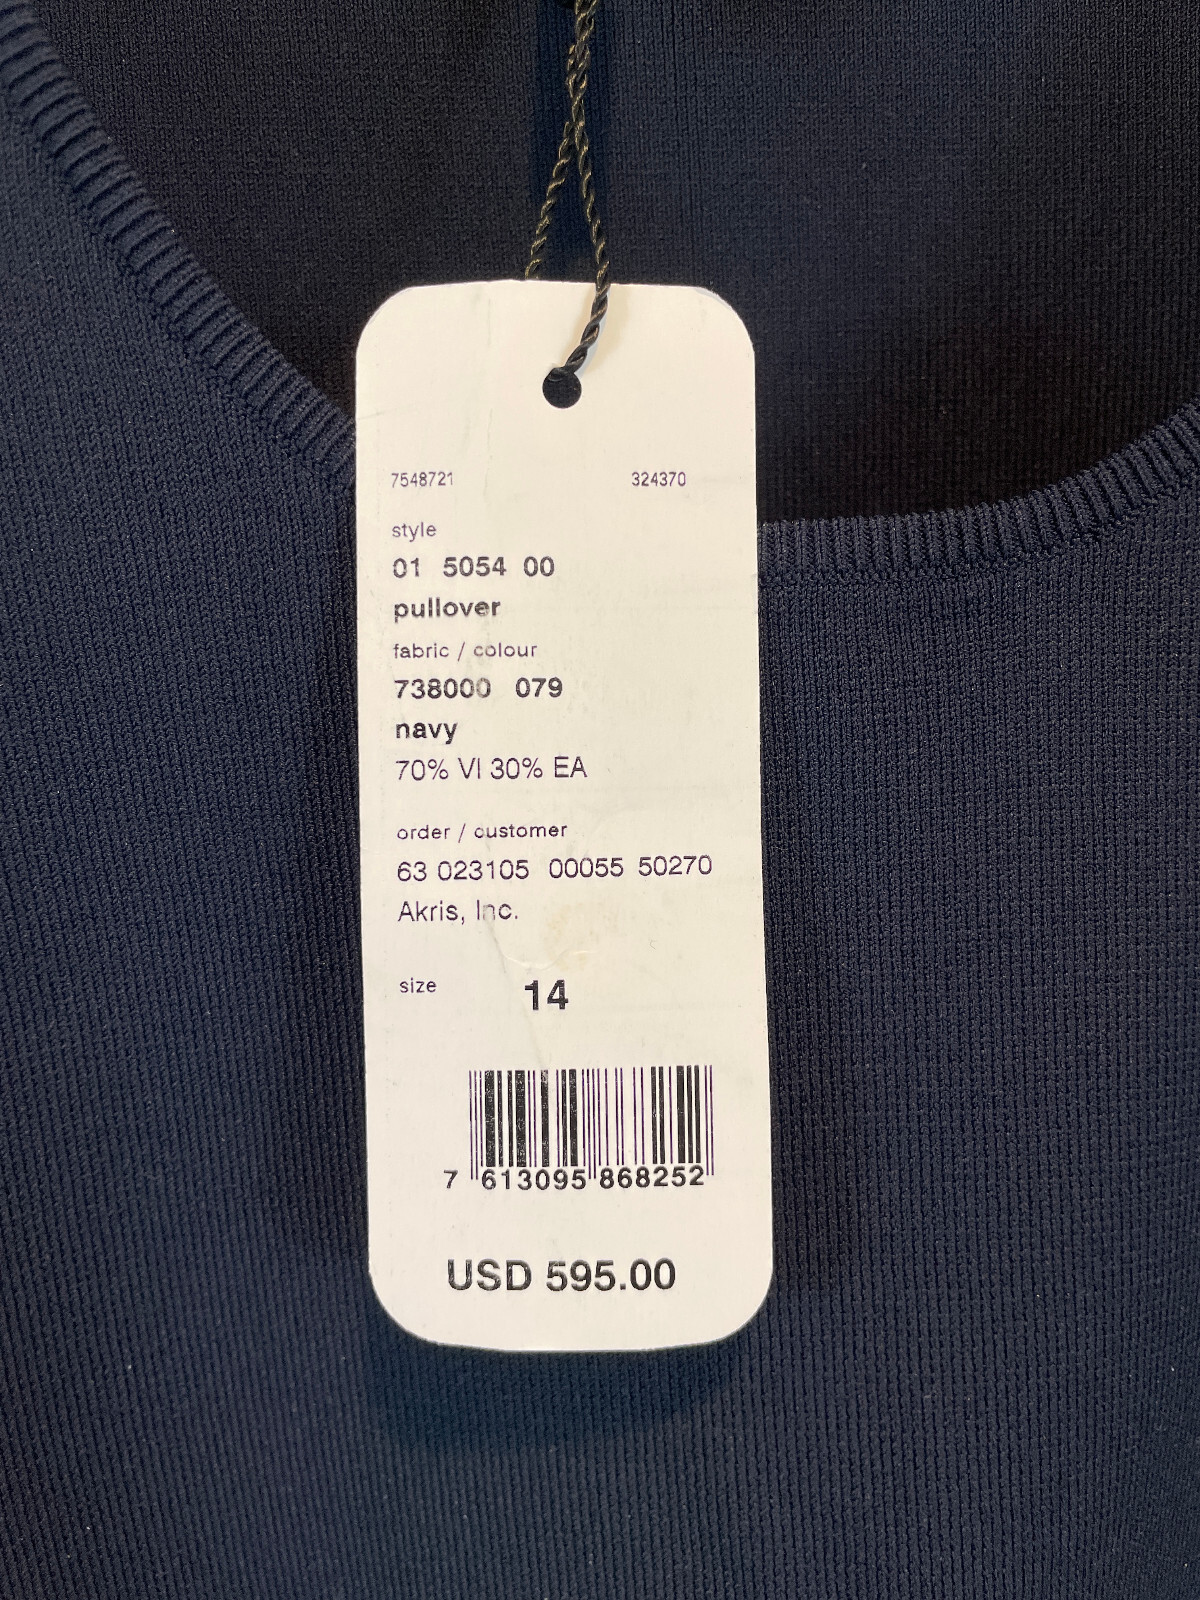 7548721 324370
style
01 5054 00
pullover
fabric / colour
738000 079
navy
70% VI 30% EA
order / customer
63 023105 00055 50270
Akris, Inc.
size 14
7 613095 868252
USD 595.00